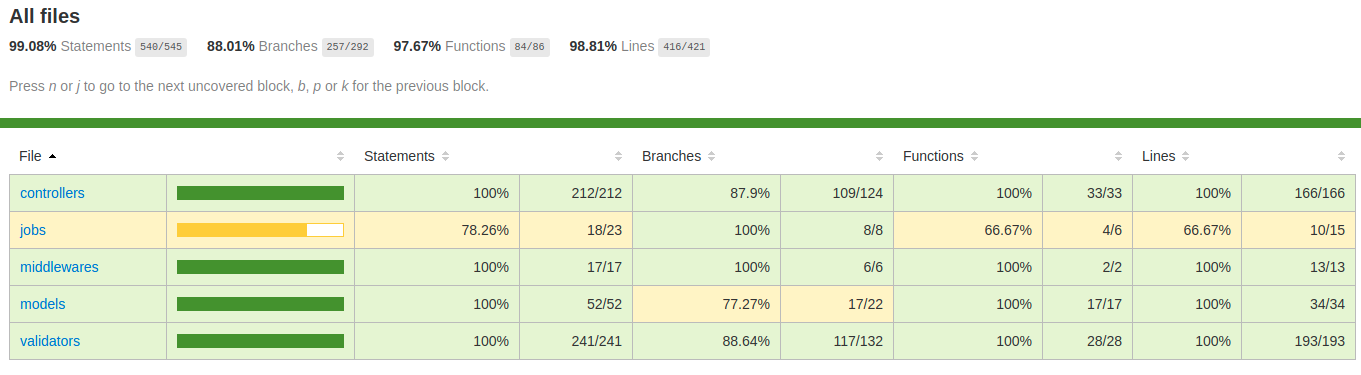 All files
99.08% Statements 540/545 88.01% Branches 257/292 97.67% Functions 84/86 98.81% Lines 416/421
Press n or j to go to the next uncovered block, b, p or k for the previous block.
File Statements Branches Functions Lines
controllers 100% 212/212 87.9% 109/124 100% 33/33 100% 166/166
jobs 78.26% 18/23 100% 8/8 66.67% 4/6 66.67% 10/15
middlewares 100% 17/17 100% 6/6 100% 2/2 100% 13/13
models 100% 52/52 77.27% 17/22 100% 17/17 100% 34/34
validators 100% 241/241 88.64% 117/132 100% 28/28 100% 193/193